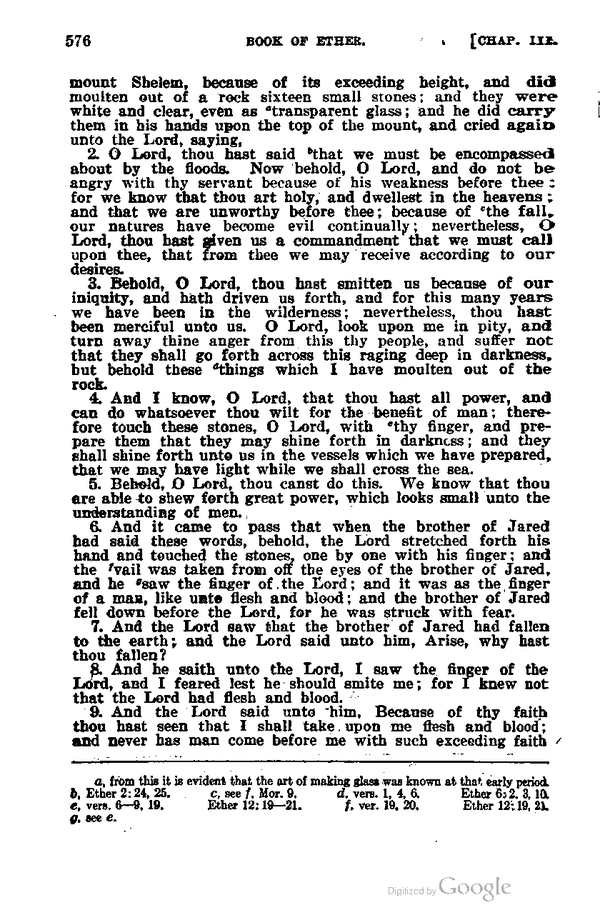 576 BOOK OF ETHER. [CHAP. III.
mount Shelem, because of its exceeding height, and did
moulten out of a rock sixteen small stones; and they were
white and clear, even as ᵃtransparent glass; and he did carry
them in his hands upon the top of the mount, and cried again
unto the Lord, saying,
2. O Lord, thou hast said ᵇthat we must be encompassed
about by the floods. Now behold, O Lord, and do not be
angry with thy servant because of his weakness before thee:
for we know that thou art holy, and dwellest in the heavens;
and that we are unworthy before thee; because of ᶜthe fall,
our natures have become evil continually; nevertheless, O
Lord, thou hast given us a commandment that we must call
upon thee, that from thee we may receive according to our
desires.
3. Behold, O Lord, thou hast smitten us because of our
iniquity, and hath driven us forth, and for this many years
we have been in the wilderness; nevertheless, thou hast
been merciful unto us. O Lord, look upon me in pity, and
turn away thine anger from this thy people, and suffer not
that they shall go forth across this raging deep in darkness,
but behold these ᵈthings which I have moulten out of the
rock.
4. And I know, O Lord, that thou hast all power, and
can do whatsoever thou wilt for the benefit of man; there-
fore touch these stones, O Lord, with ᵉthy finger, and pre-
pare them that they may shine forth in darkness; and they
shall shine forth unto us in the vessels which we have prepared,
that we may have light while we shall cross the sea.
5. Behold, O Lord, thou canst do this. We know that thou
are able to shew forth great power, which looks small unto the
understanding of men.
6. And it came to pass that when the brother of Jared
had said these words, behold, the Lord stretched forth his
hand and touched the stones, one by one with his finger; and
the ᶠvail was taken from off the eyes of the brother of Jared,
and he ᵍsaw the finger of the Lord; and it was as the finger
of a man, like unto flesh and blood; and the brother of Jared
fell down before the Lord, for he was struck with fear.
7. And the Lord saw that the brother of Jared had fallen
to the earth; and the Lord said unto him, Arise, why hast
thou fallen?
8. And he saith unto the Lord, I saw the finger of the
Lord, and I feared lest he should smite me; for I knew not
that the Lord had flesh and blood.
9. And the Lord said unto him, Because of thy faith
thou hast seen that I shall take upon me flesh and blood;
and never has man come before me with such exceeding faith
a, from this it is evident that the art of making glass was known at that early period.
b, Ether 2: 24, 25. c, see f, Mor. 9. d, vers. 1, 4, 6. Ether 6: 2, 3, 10.
e, vers. 6—9, 19. Ether 12: 19—21. f, ver. 19, 20. Ether 12: 19, 21.
g, see e.
Digitized by Google